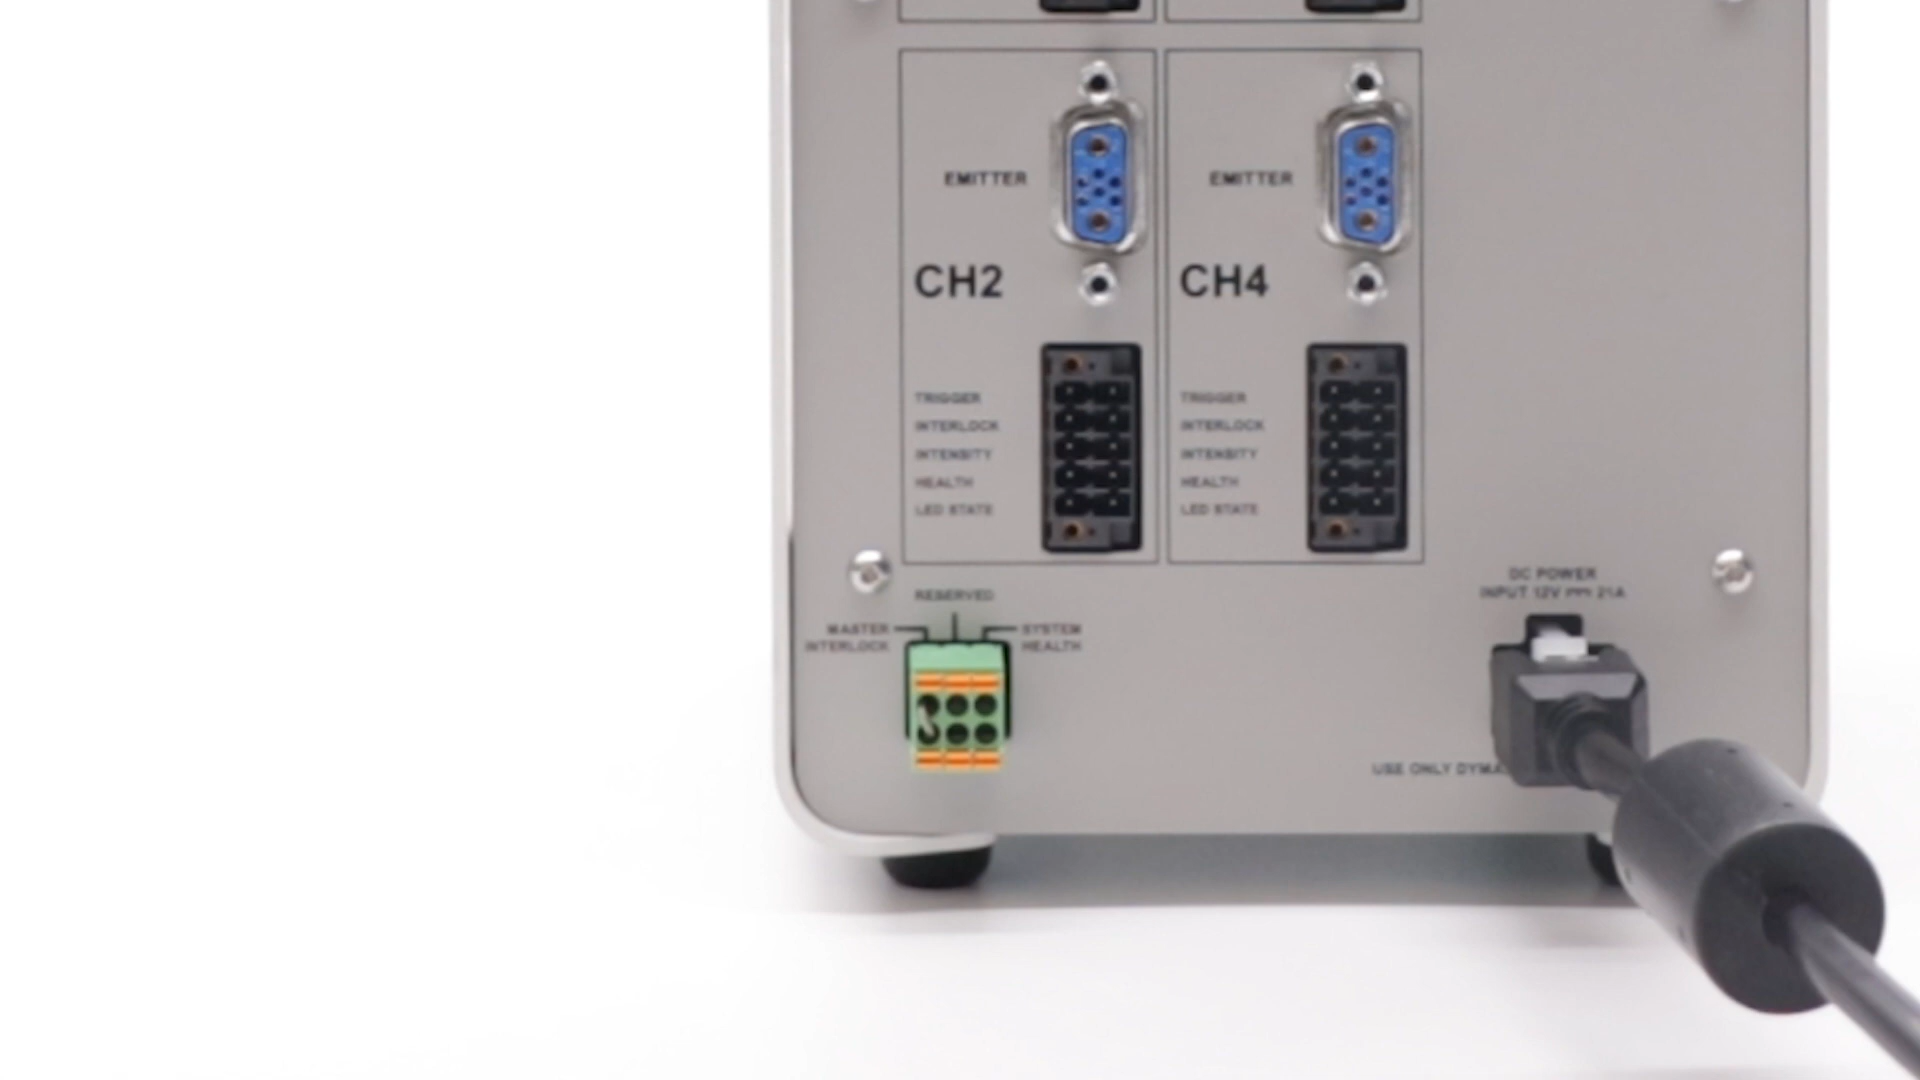 EMITTER
CH2
TRIGGER
INTERLOCK
INTENSITY
HEALTH
LED STATE
EMITTER
CH4
TRIGGER
INTERLOCK
INTENSITY
HEALTH
LED STATE
RESERVED
MASTER
INTERLOCK
SYSTEM
HEALTH
DC POWER
INPUT 12V 21A
USE ONLY DYMA